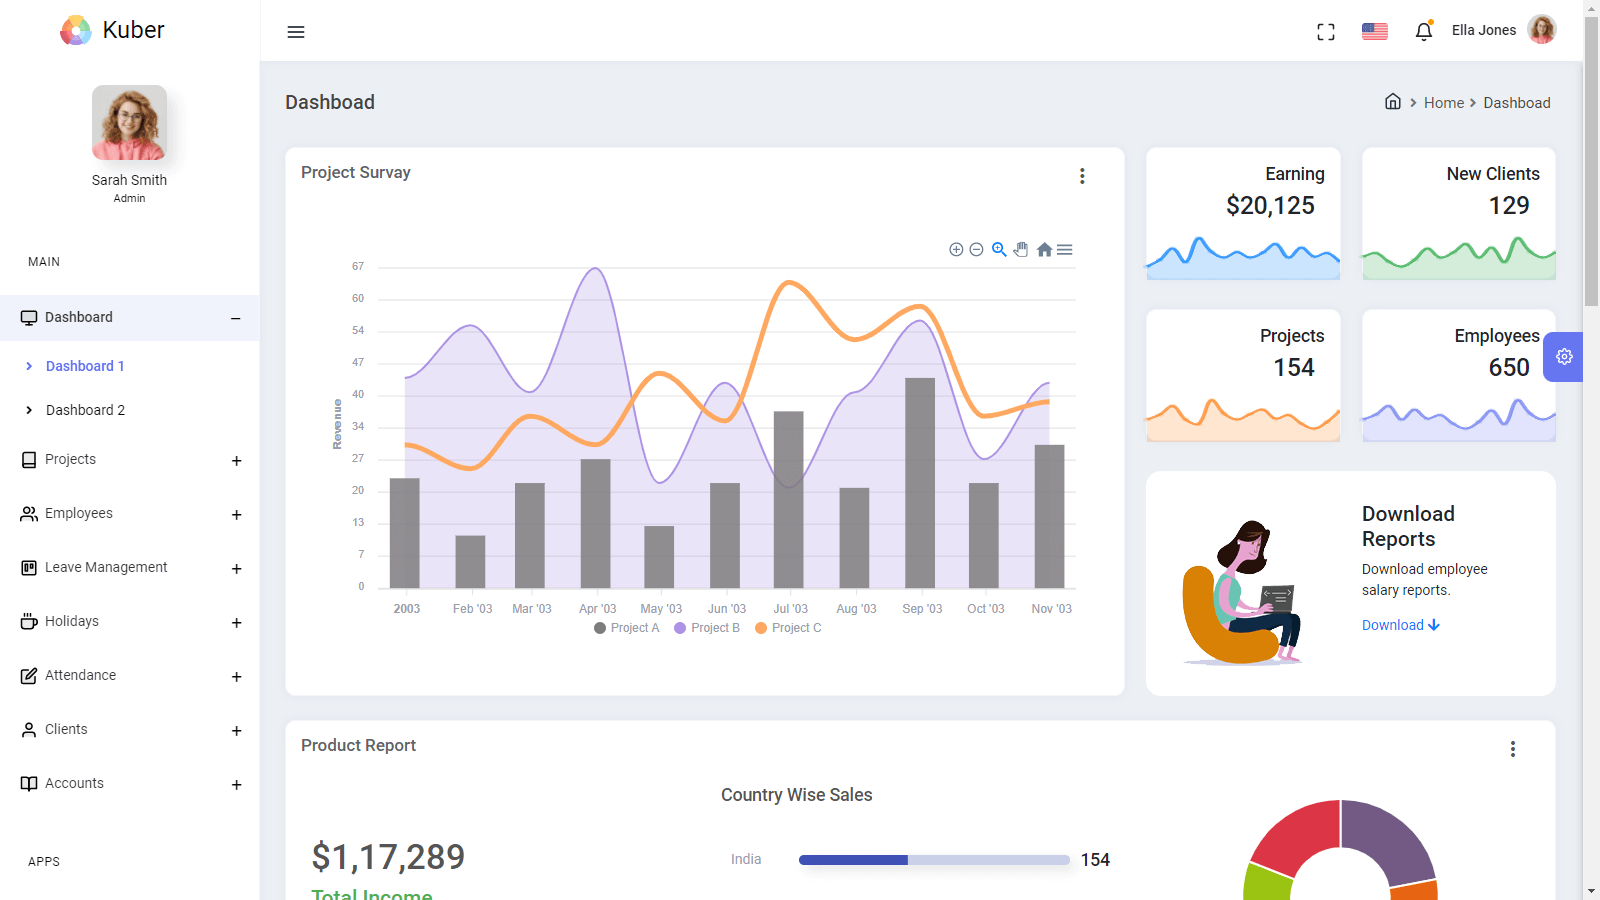 Kuber
Ella Jones
Sarah Smith
Admin
MAIN
Dashboard
Dashboard 1
Dashboard 2
Projects
Employees
Leave Management
Holidays
Attendance
Clients
Accounts
APPS
Dashboad
Home
Dashboad
Project Survay
67
60
54
47
40
34
27
20
13
7
0
Revenue
2003 Feb '03 Mar '03 Apr '03 May '03 Jun '03 Jul '03 Aug '03 Sep '03 Oct '03 Nov '03
Project A Project B Project C
Earning
$20,125
New Clients
129
Projects
154
Employees
650
Download
Reports
Download employee
salary reports.
Download
Product Report
Country Wise Sales
$1,17,289
Total Income
India 154